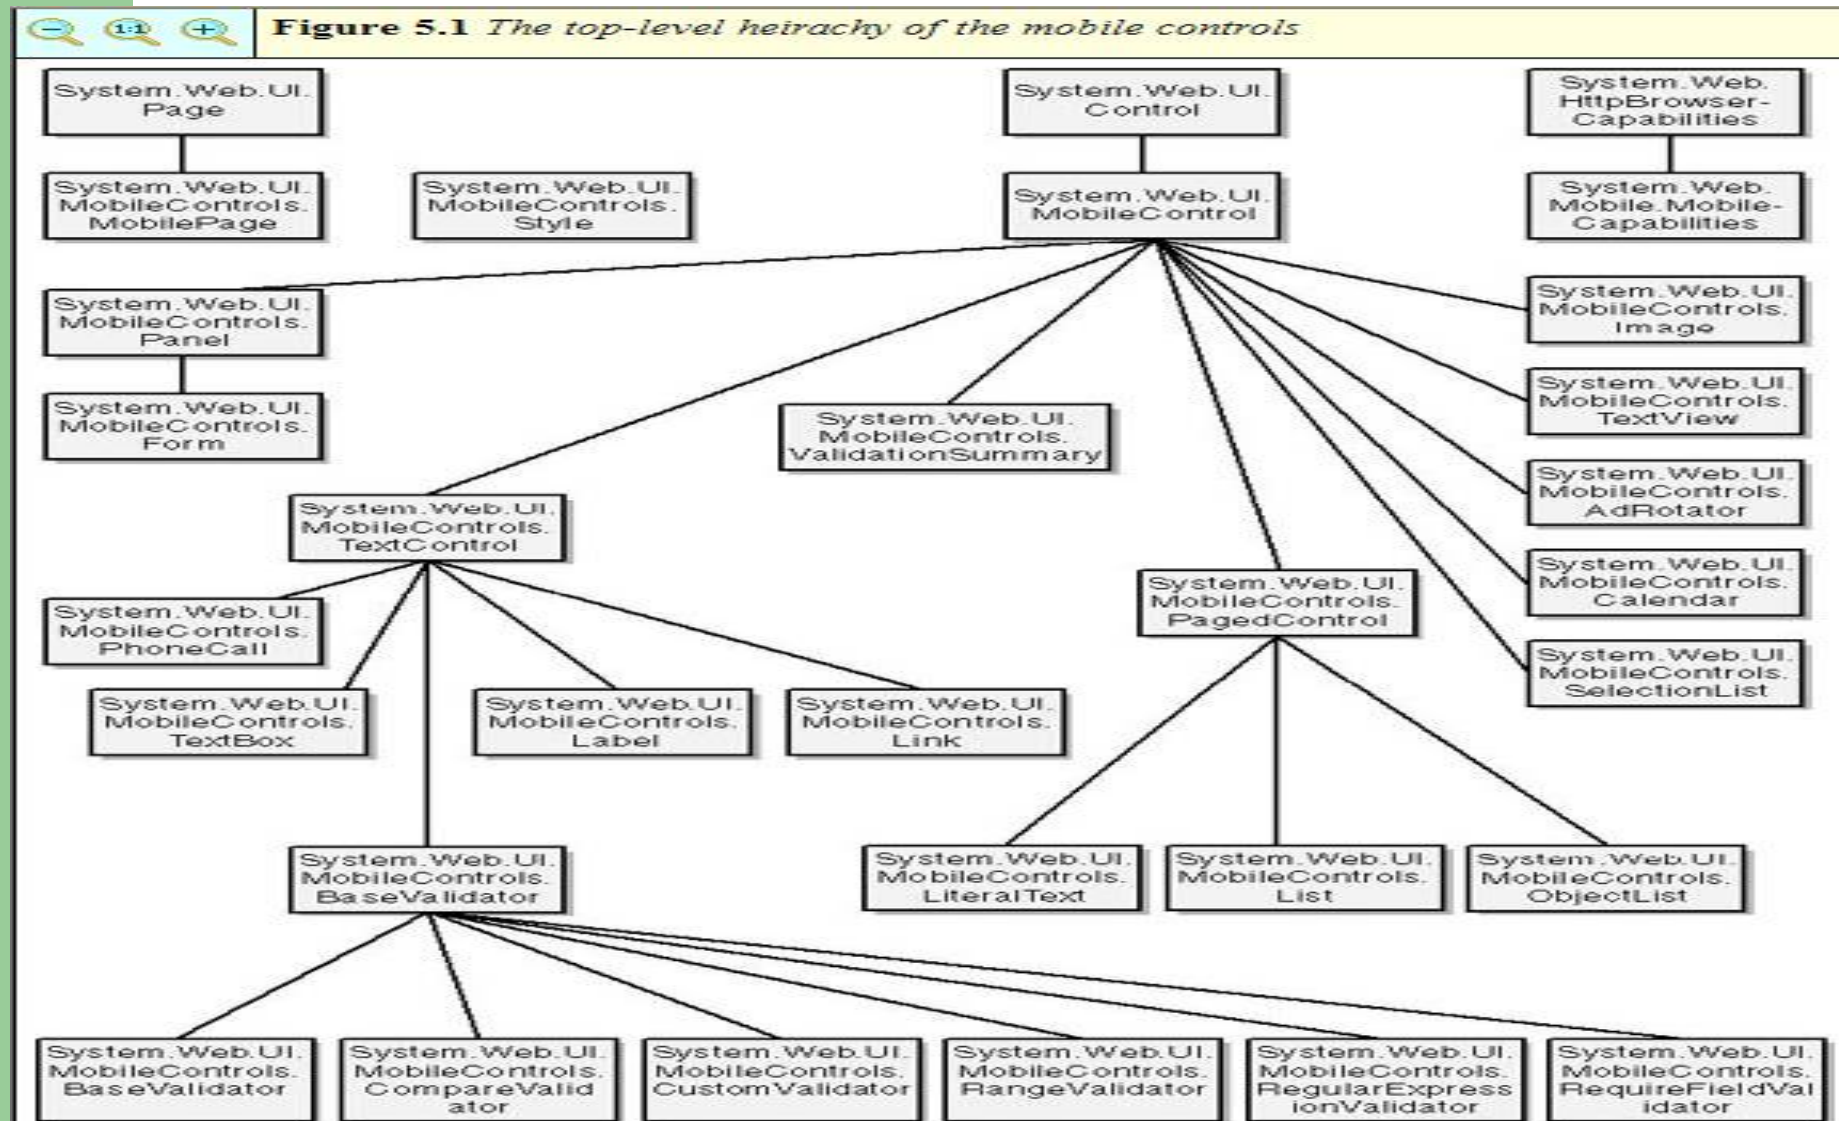 1:1
Figure 5.1 The top-level heirachy of the mobile controls
System.Web.UI.
Page
System.Web.UI.
Control
System.Web.
HttpBrowser-
Capabilities
System.Web.UI.
MobileControls.
MobilePage
System.Web.UI.
MobileControls.
Style
System.Web.UI.
MobileControl
System.Web.
Mobile.Mobile-
Capabilities
System.Web.UI.
MobileControls.
Panel
System.Web.UI.
MobileControls.
Image
System.Web.UI.
MobileControls.
TextView
System.Web.UI.
MobileControls.
Form
System.Web.UI.
MobileControls.
ValidationSummary
System.Web.UI.
MobileControls.
AdRotator
System.Web.UI.
MobileControls.
TextControl
System.Web.UI.
MobileControls.
Calendar
System.Web.UI.
MobileControls.
PagedControl
System.Web.UI.
MobileControls.
PhoneCall
System.Web.UI.
MobileControls.
SelectionList
System.Web.UI.
MobileControls.
TextBox
System.Web.UI.
MobileControls.
Label
System.Web.UI.
MobileControls.
Link
System.Web.UI.
MobileControls.
BaseValidator
System.Web.UI.
MobileControls.
LiteralText
System.Web.UI.
MobileControls.
List
System.Web.UI.
MobileControls.
ObjectList
System.Web.UI.
MobileControls.
BaseValidator
System.Web.UI.
MobileControls.
CompareValid
ator
System.Web.UI.
MobileControls.
CustomValidator
System.Web.UI.
MobileControls.
RangeValidator
System.Web.UI.
MobileControls.
RegularExpress
ionValidator
System.Web.UI.
MobileControls.
RequireFieldVal
idator